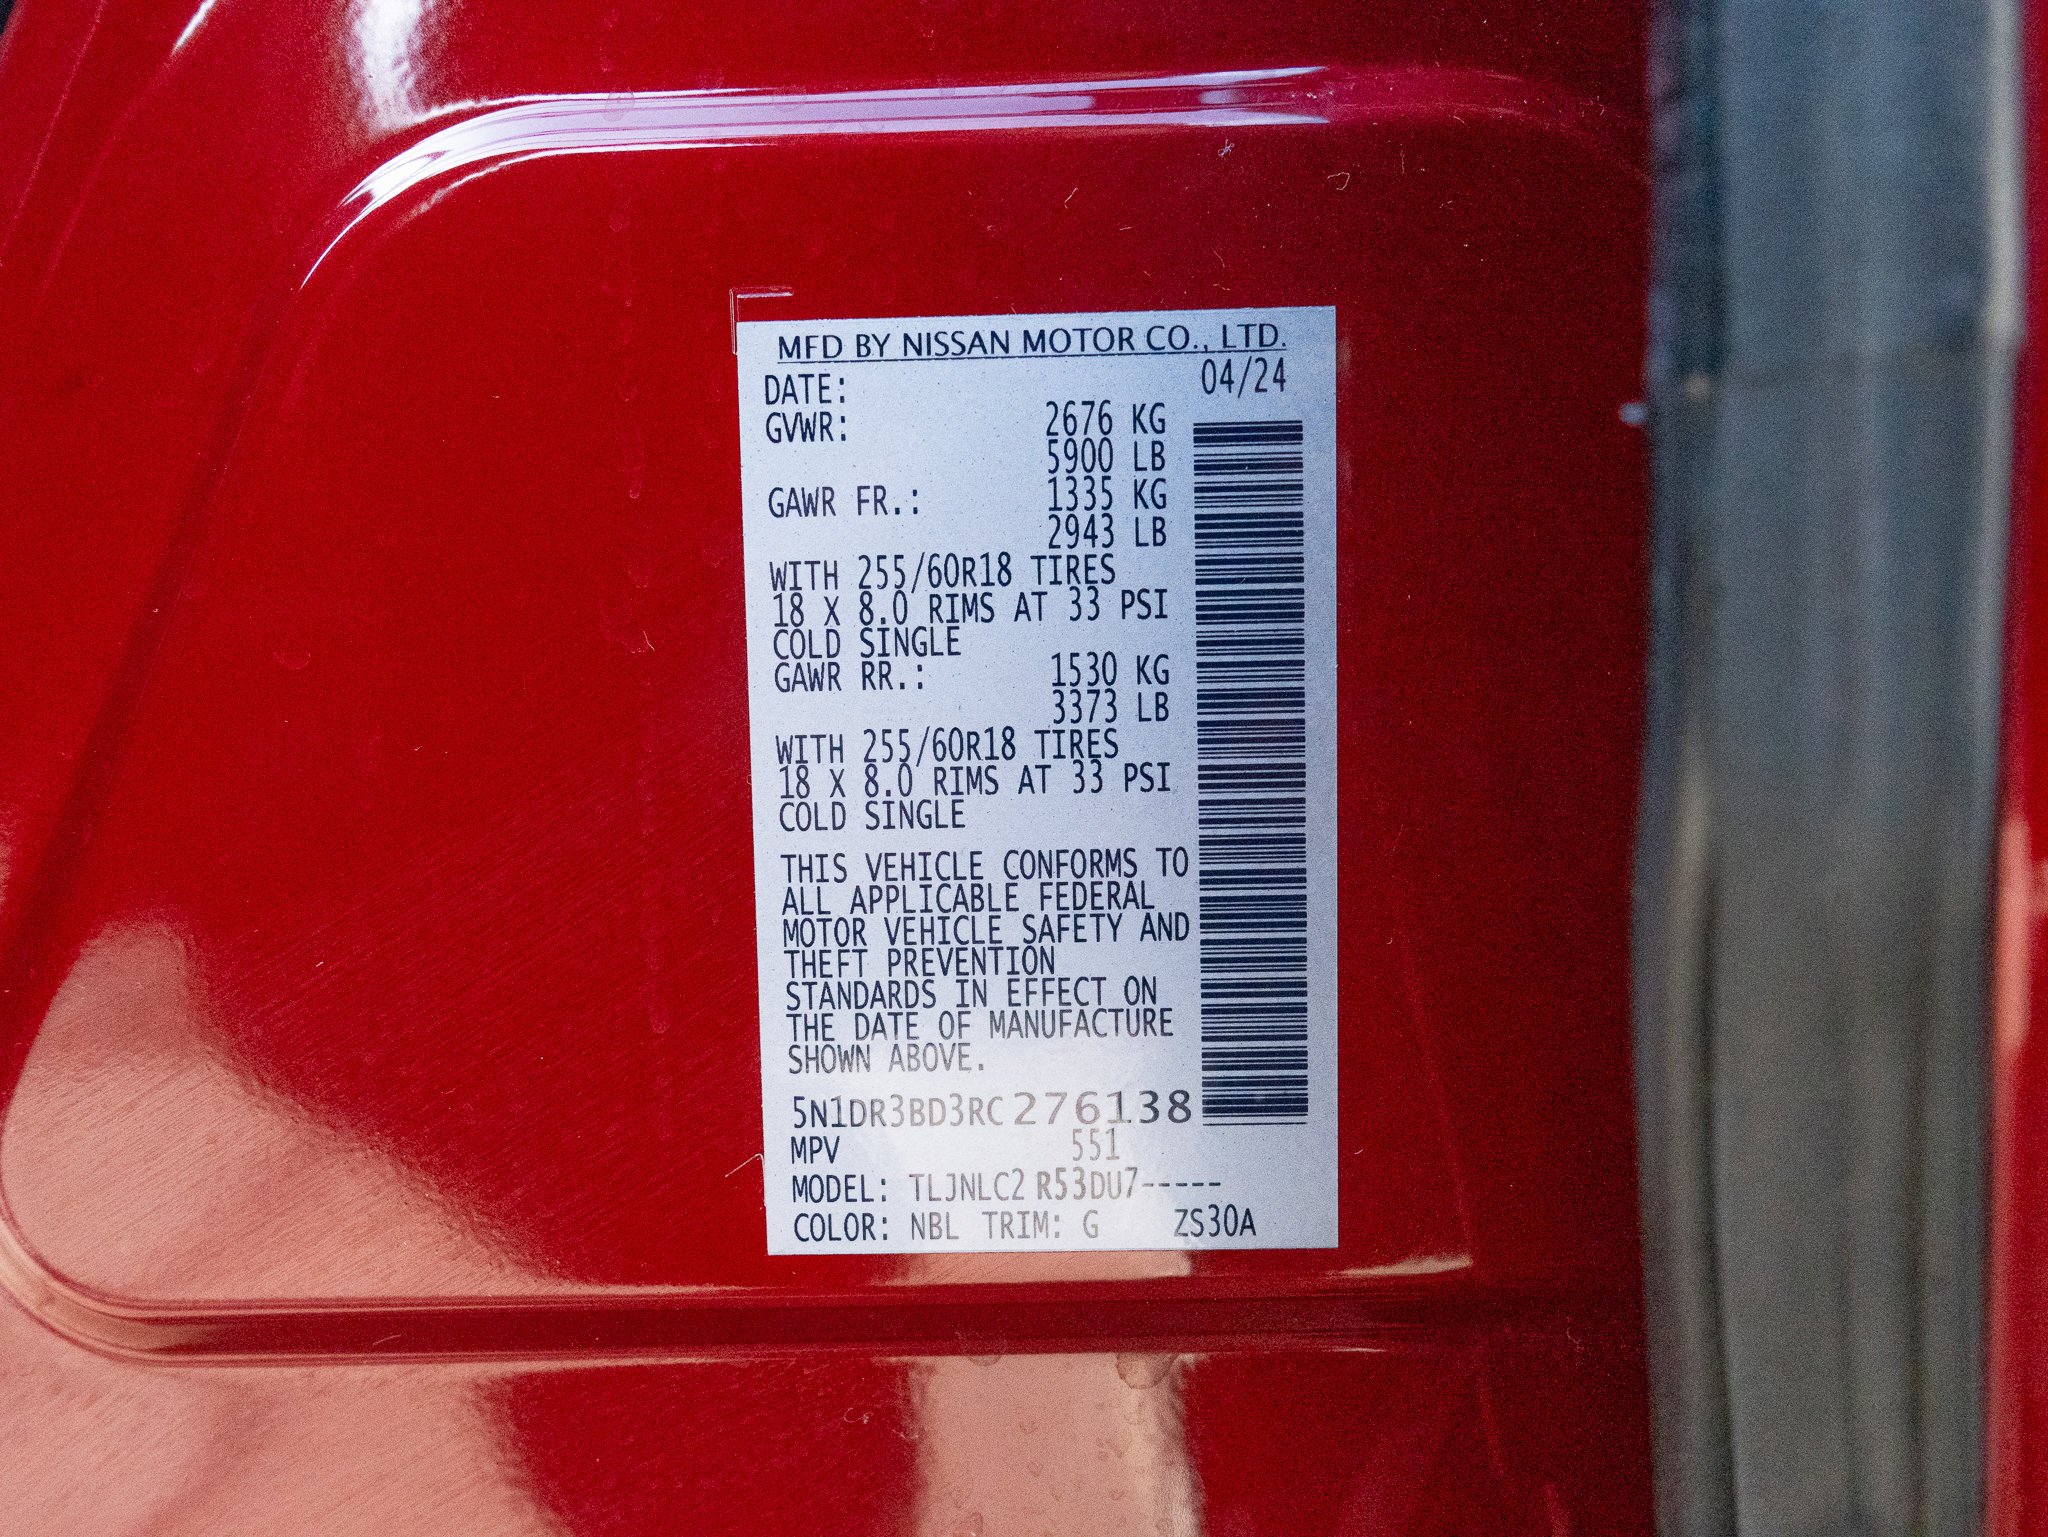 MFD BY NISSAN MOTOR CO., LTD.
DATE: 04/24
GVWR: 2676 KG
5900 LB
GAWR FR.: 1335 KG
2943 LB
WITH 255/60R18 TIRES
18 X 8.0 RIMS AT 33 PSI
COLD SINGLE
GAWR RR.: 1530 KG
3373 LB
WITH 255/60R18 TIRES
18 X 8.0 RIMS AT 33 PSI
COLD SINGLE
THIS VEHICLE CONFORMS TO
ALL APPLICABLE FEDERAL
MOTOR VEHICLE SAFETY AND
THEFT PREVENTION
STANDARDS IN EFFECT ON
THE DATE OF MANUFACTURE
SHOWN ABOVE.
5N1DR3BD3RC276138
MPV 551
MODEL: TLJNLC2 R53DU7-----
COLOR: NBL TRIM: G ZS30A